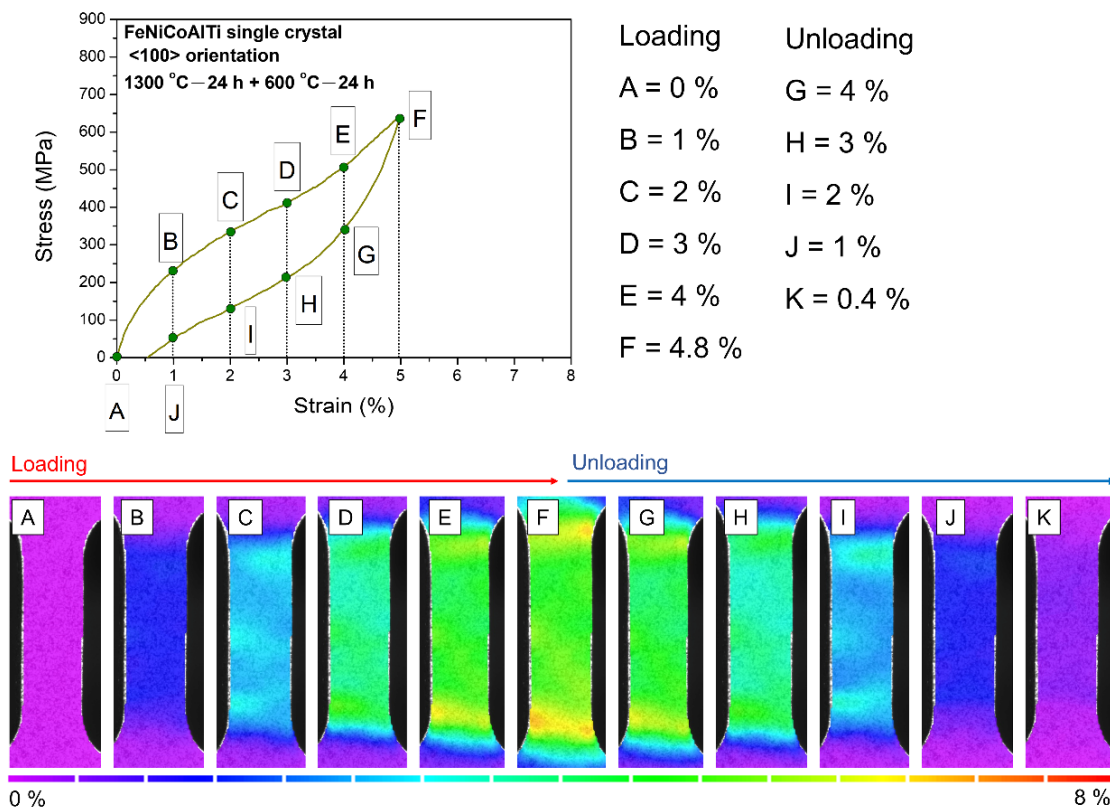 900
800
700
600
500
400
300
200
100
0
Stress (MPa)
FeNiCoAlTi single crystal
<100> orientation
1300 °C—24 h + 600 °C—24 h
A
B
C
D
E
F
G
H
I
J
0 1 2 3 4 5 6 7 8
Strain (%)
Loading
A = 0 %
B = 1 %
C = 2 %
D = 3 %
E = 4 %
F = 4.8 %
Unloading
G = 4 %
H = 3 %
I = 2 %
J = 1 %
K = 0.4 %
Loading
Unloading
A B C D E F G H I J K
0 %
8 %